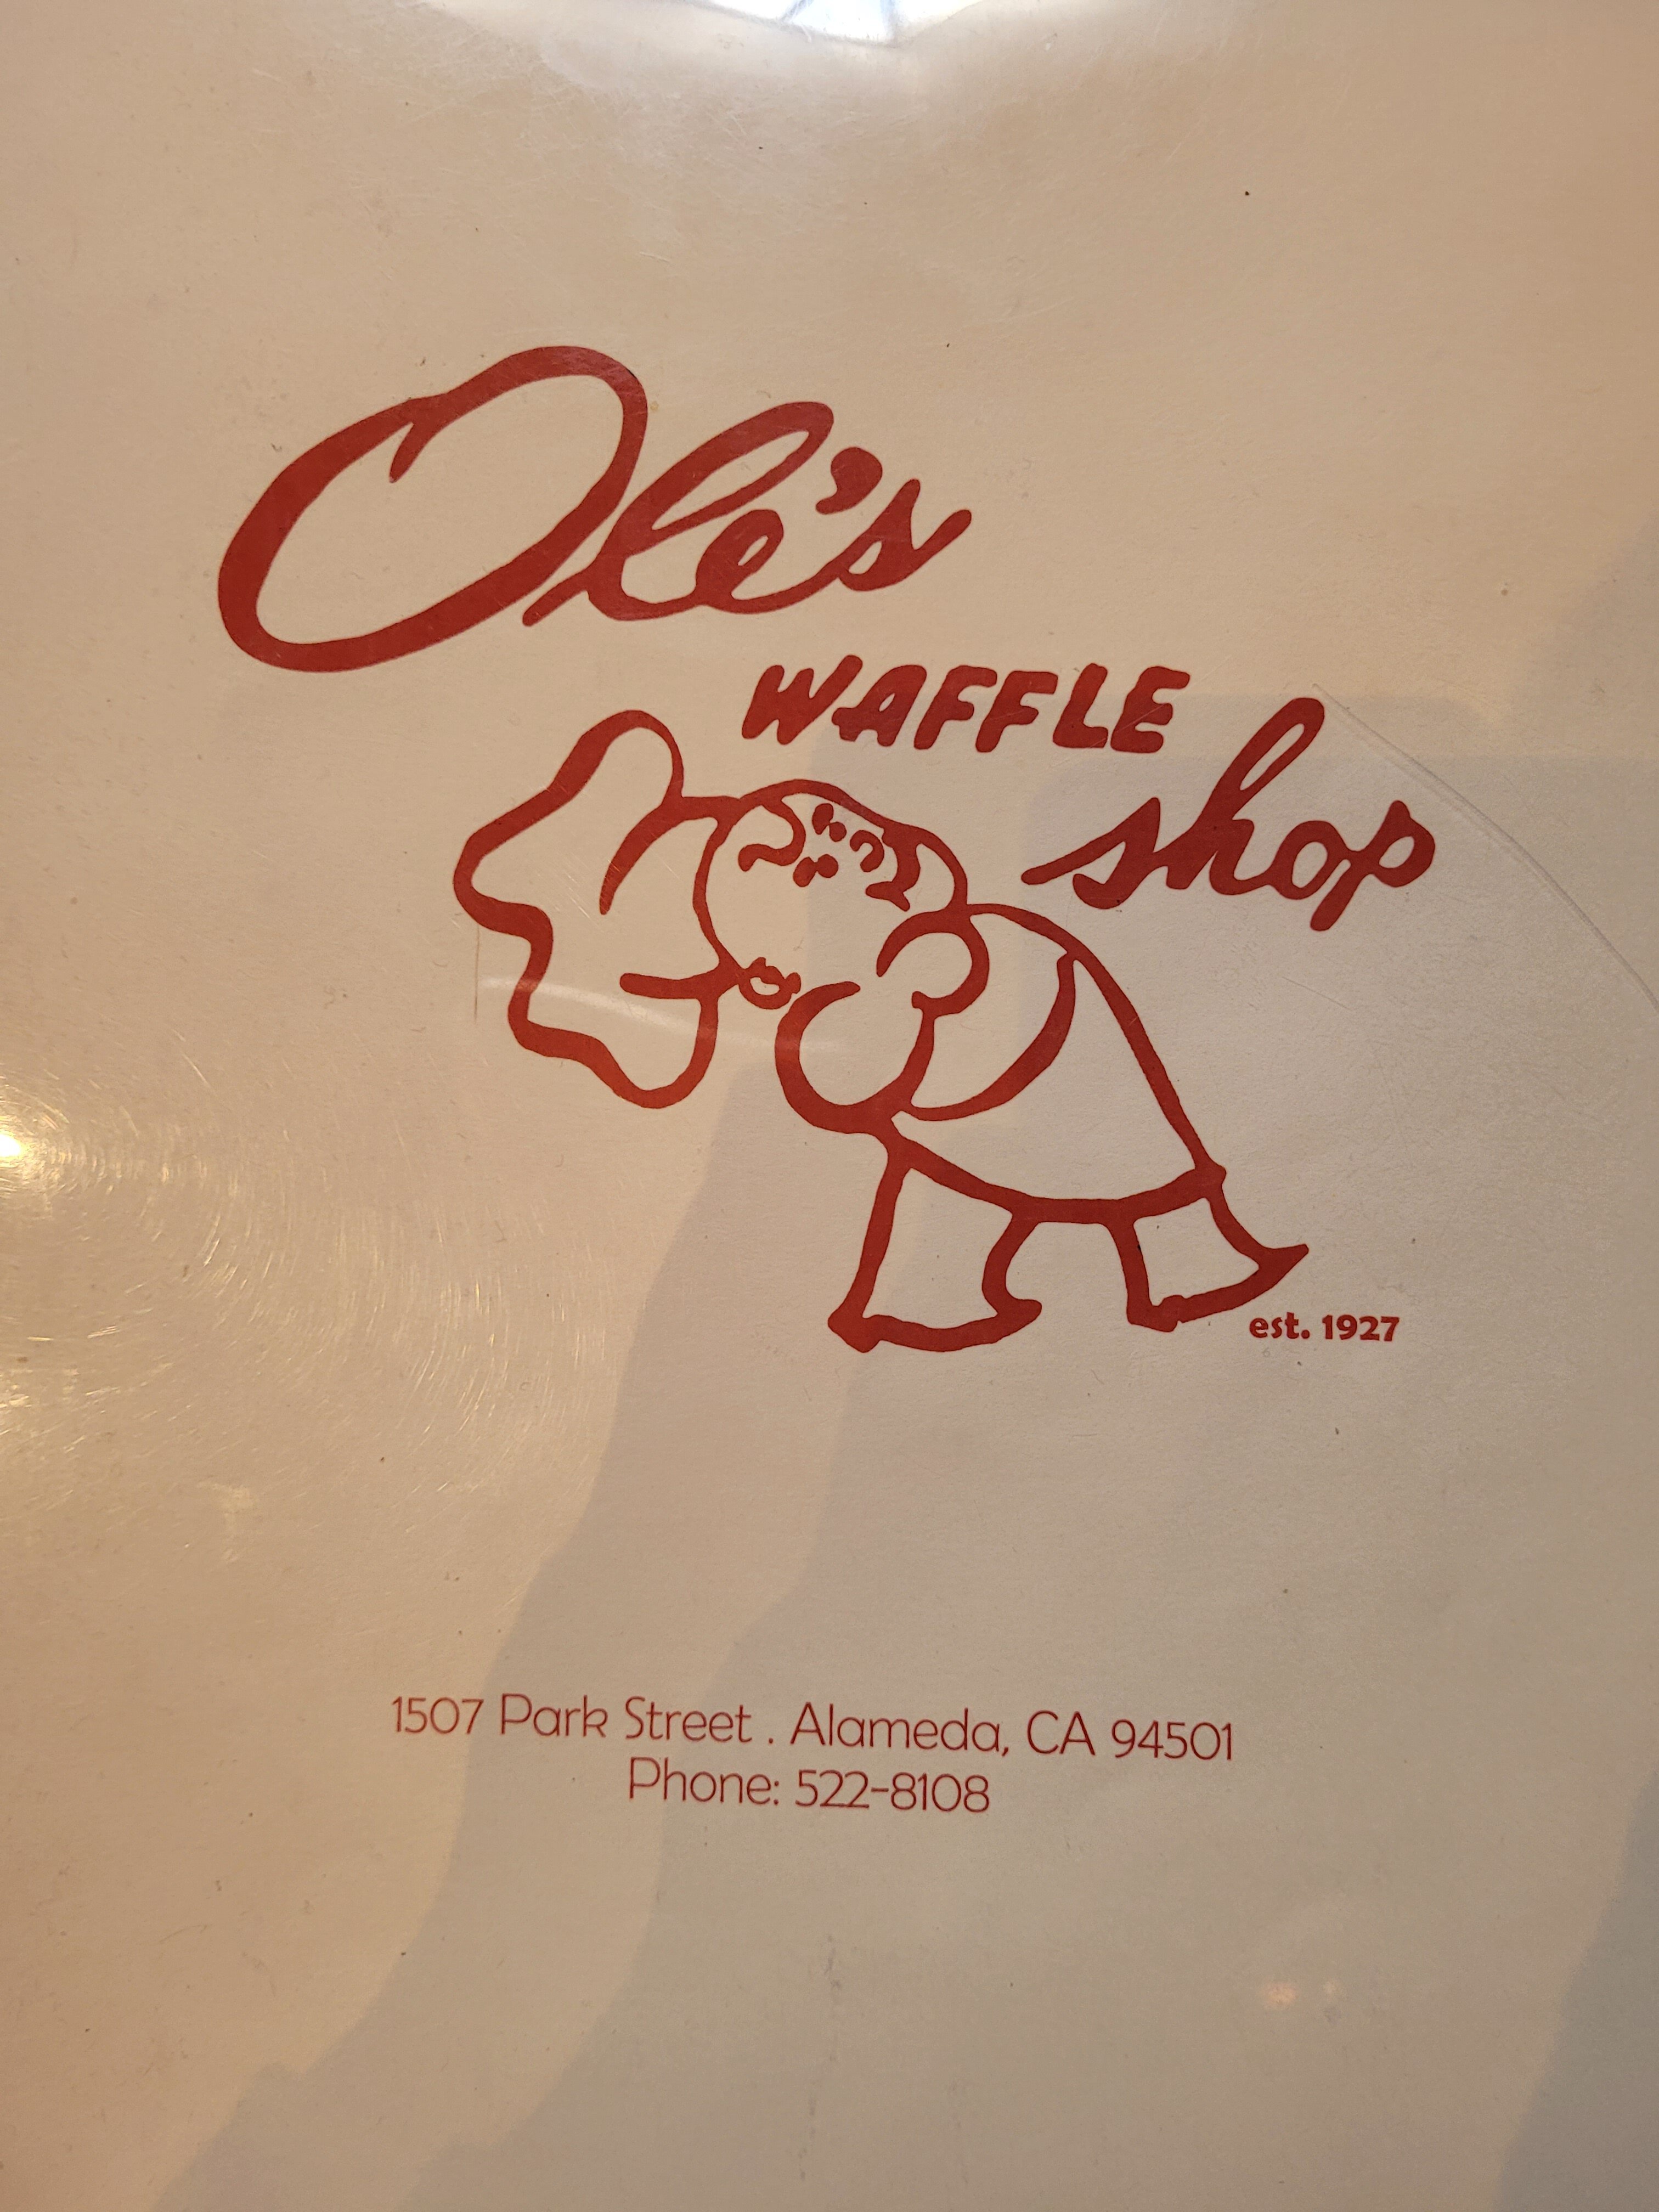 Ole's
WAFFLE
shop
est. 1927
1507 Park Street . Alameda, CA 94501
Phone: 522-8108